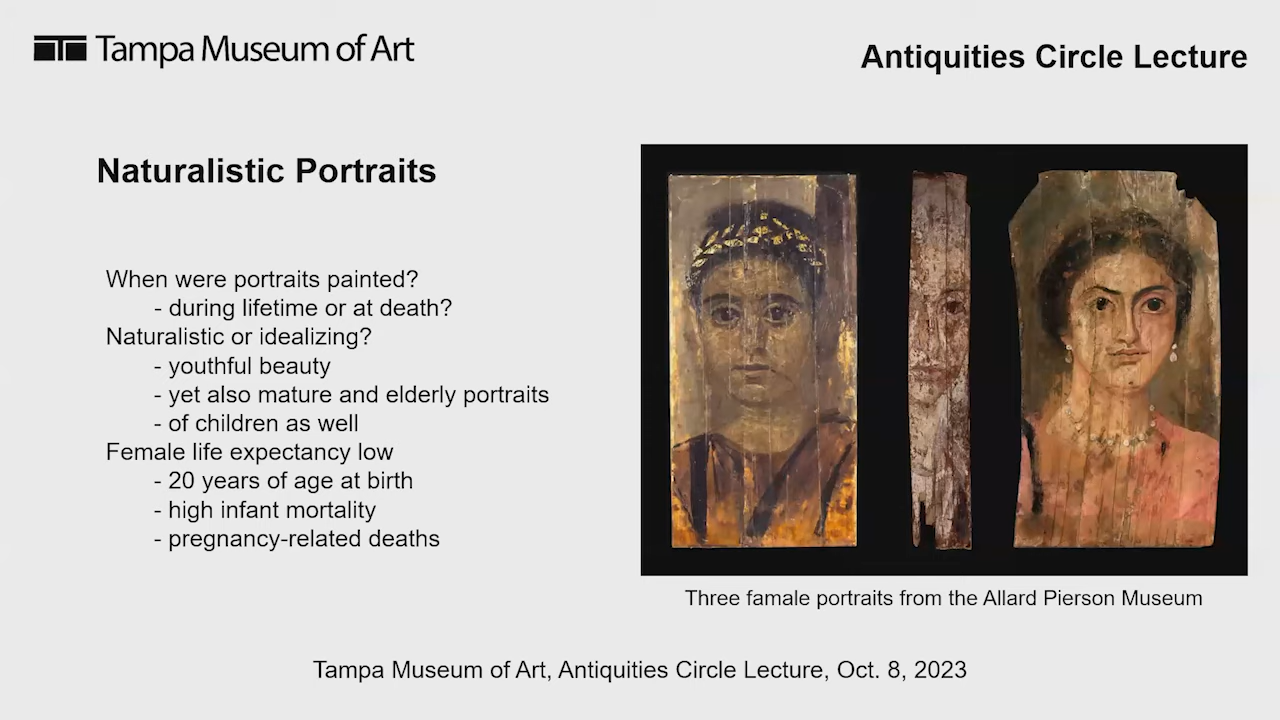 Tampa Museum of Art
Antiquities Circle Lecture
Naturalistic Portraits
When were portraits painted?
- during lifetime or at death?
Naturalistic or idealizing?
- youthful beauty
- yet also mature and elderly portraits
- of children as well
Female life expectancy low
- 20 years of age at birth
- high infant mortality
- pregnancy-related deaths
Three famale portraits from the Allard Pierson Museum
Tampa Museum of Art, Antiquities Circle Lecture, Oct. 8, 2023